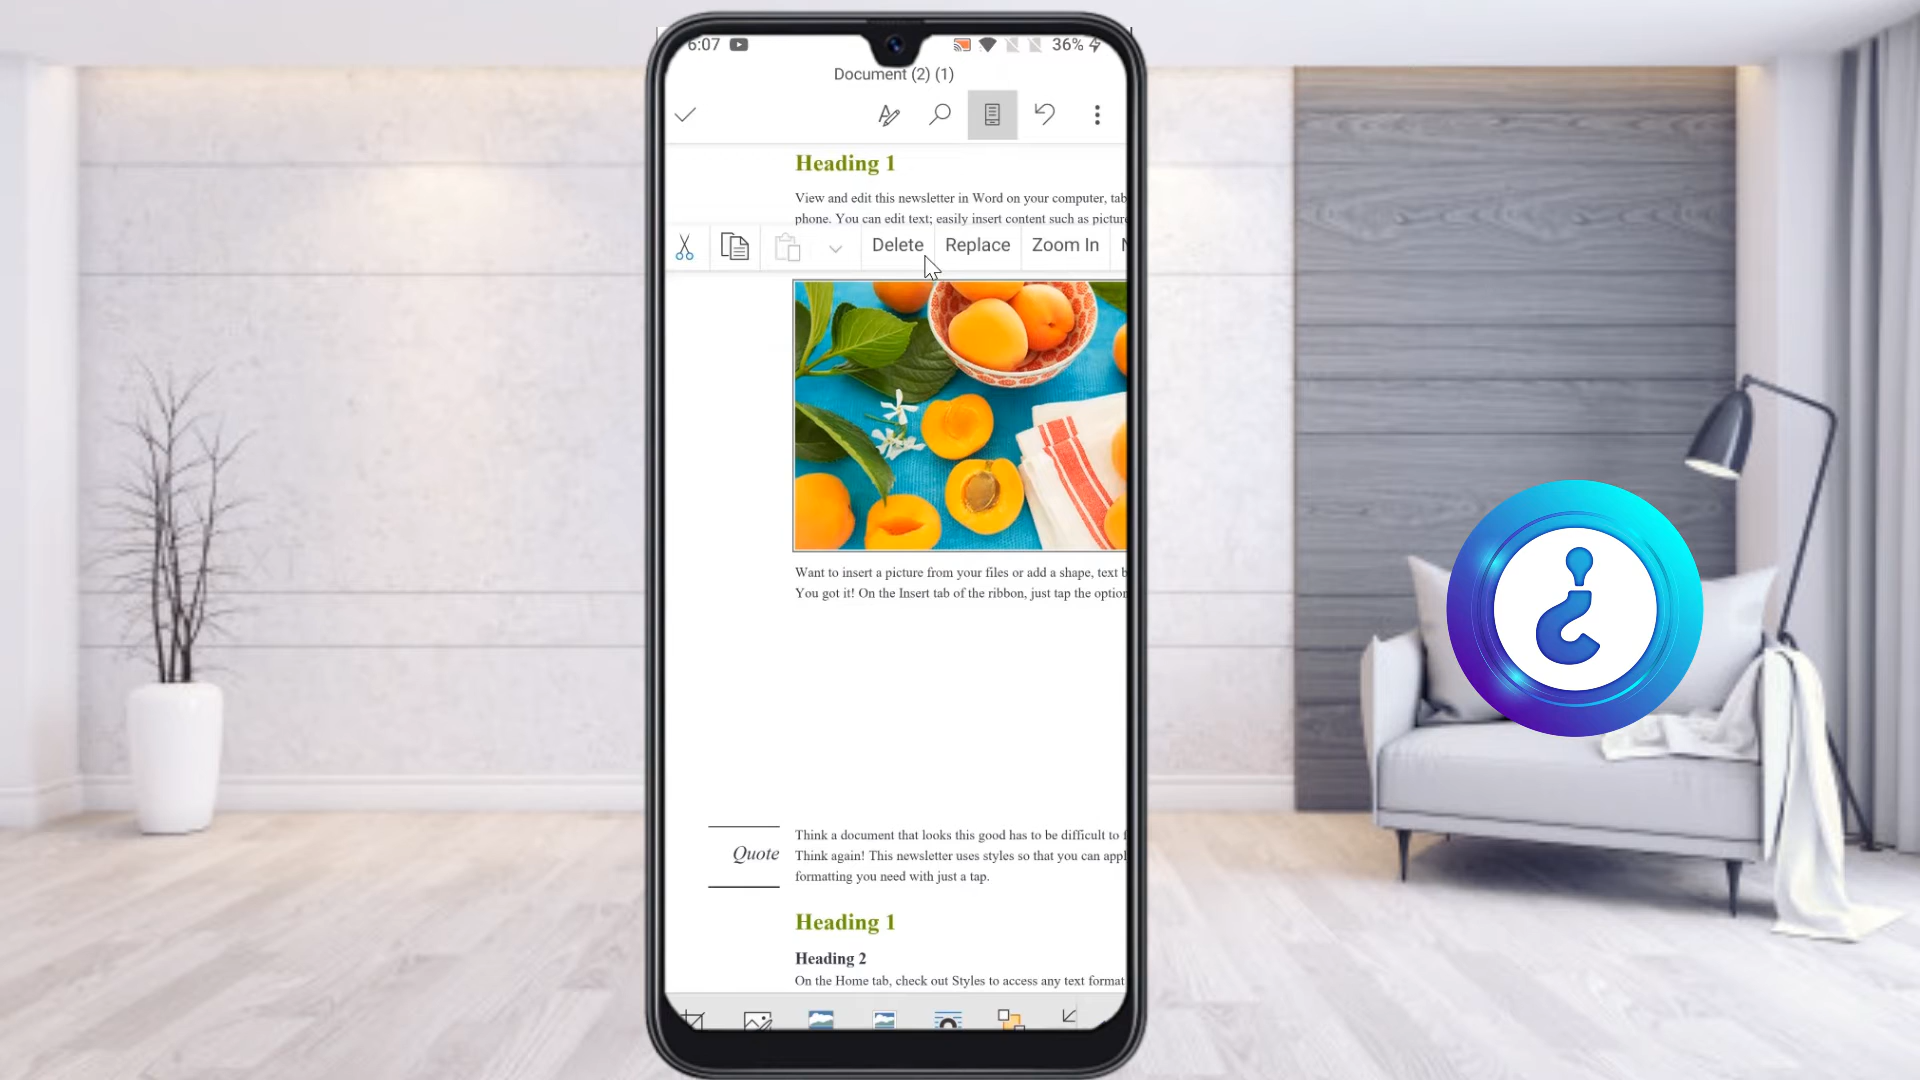 6:07
36%
Document (2) (1)
Heading 1
View and edit this newsletter in Word on your computer, tab
phone. You can edit text; easily insert content such as picture
Delete Replace Zoom In
Want to insert a picture from your files or add a shape, text b
You got it! On the Insert tab of the ribbon, just tap the option
Quote
Think a document that looks this good has to be difficult to f
Think again! This newsletter uses styles so that you can appl
formatting you need with just a tap.
Heading 1
Heading 2
On the Home tab, check out Styles to access any text format